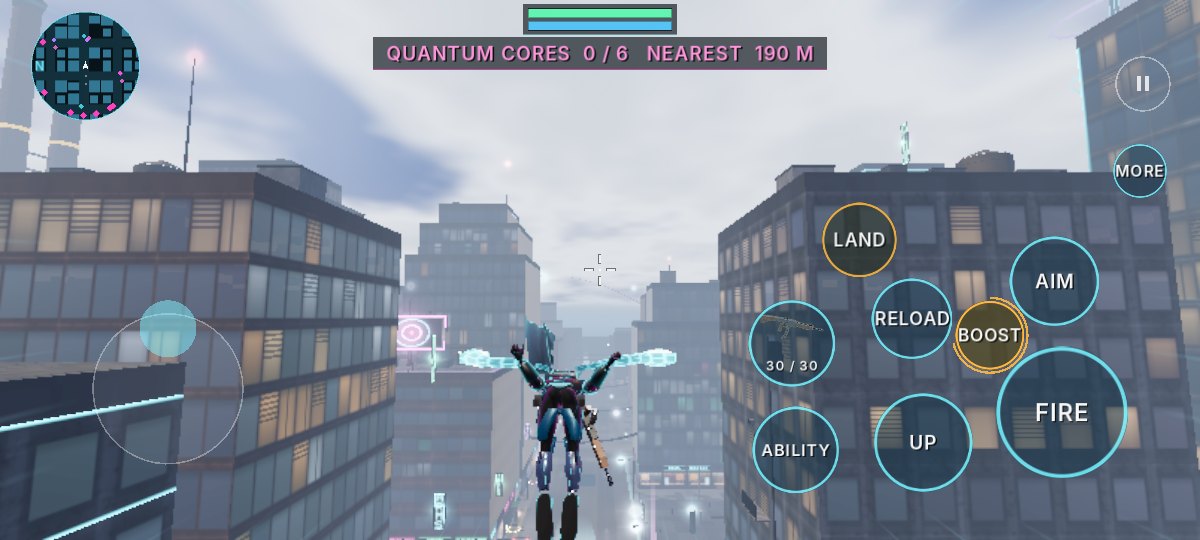 QUANTUM CORES 0 / 6 NEAREST 190 M
N
MORE
LAND
AIM
RELOAD
BOOST
30 / 30
FIRE
ABILITY
UP